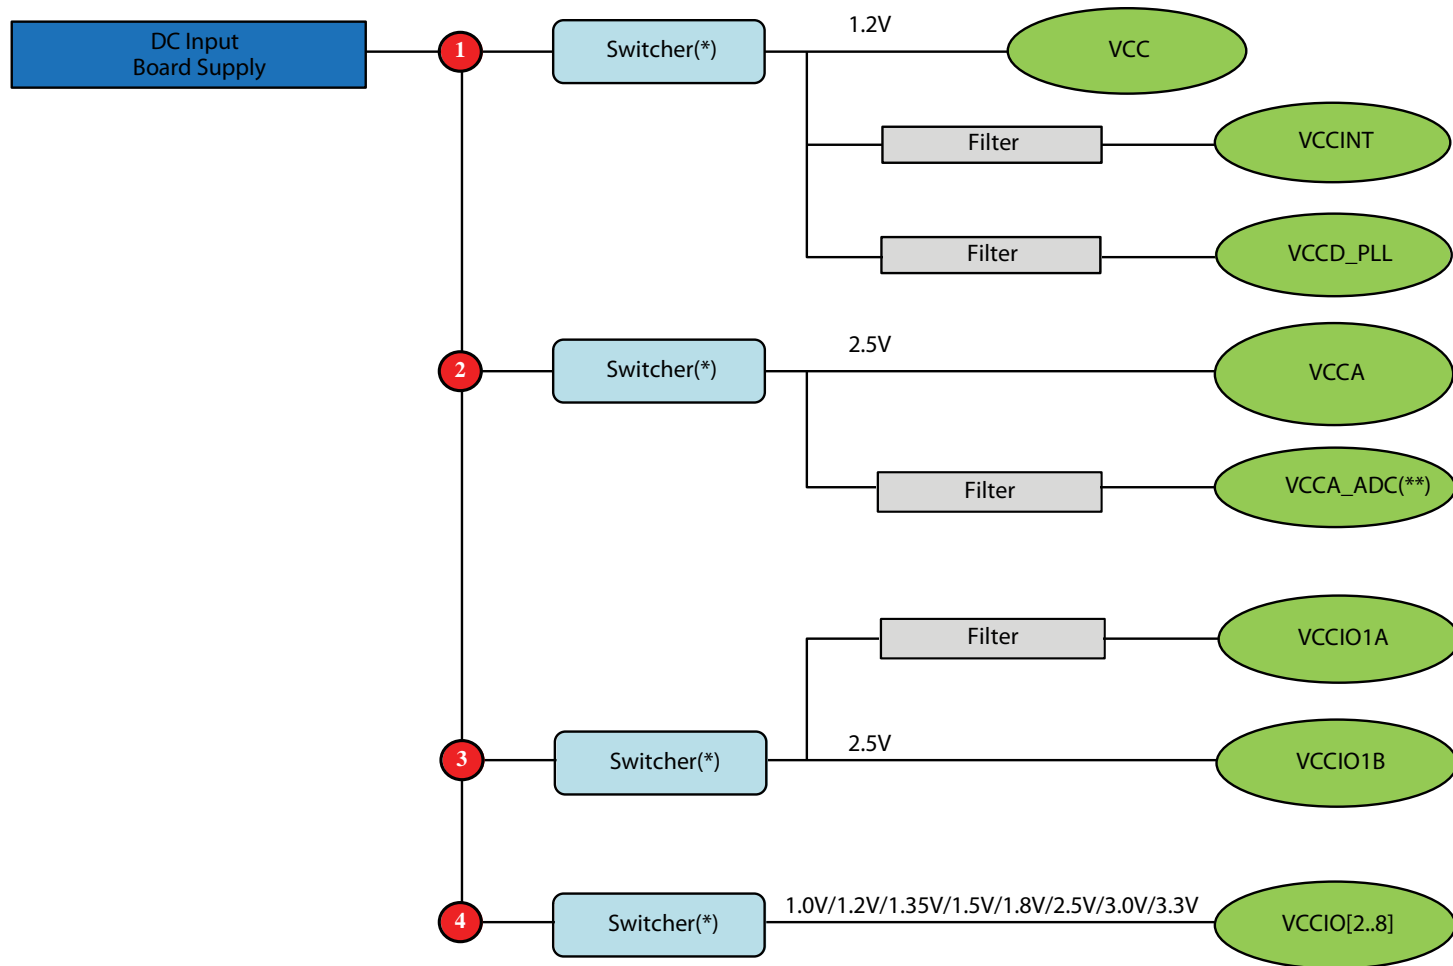 DC Input
Board Supply
1
Switcher(*)
1.2V
VCC
Filter
VCCINT
Filter
VCCD_PLL
2
Switcher(*)
2.5V
VCCA
Filter
VCCA_ADC(**)
Filter
VCCIO1A
3
Switcher(*)
2.5V
VCCIO1B
4
Switcher(*)
1.0V/1.2V/1.35V/1.5V/1.8V/2.5V/3.0V/3.3V
VCCIO[2..8]